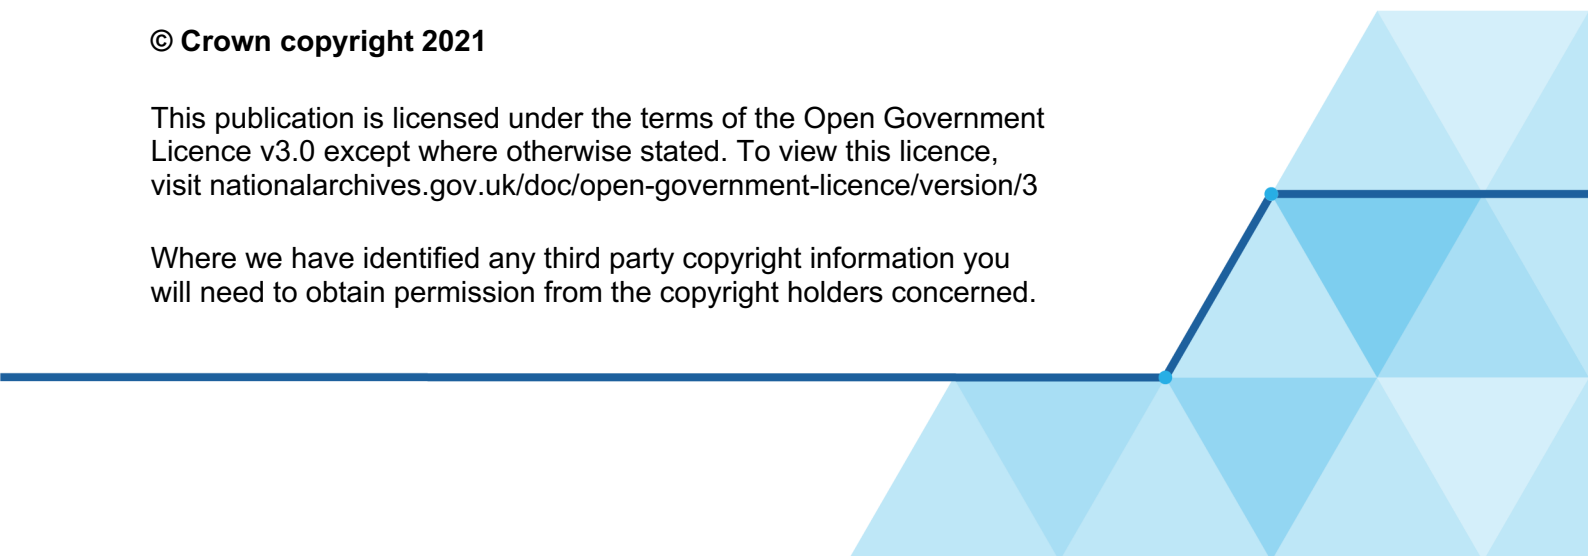 © Crown copyright 2021
This publication is licensed under the terms of the Open Government
Licence v3.0 except where otherwise stated. To view this licence,
visit nationalarchives.gov.uk/doc/open-government-licence/version/3
Where we have identified any third party copyright information you
will need to obtain permission from the copyright holders concerned.